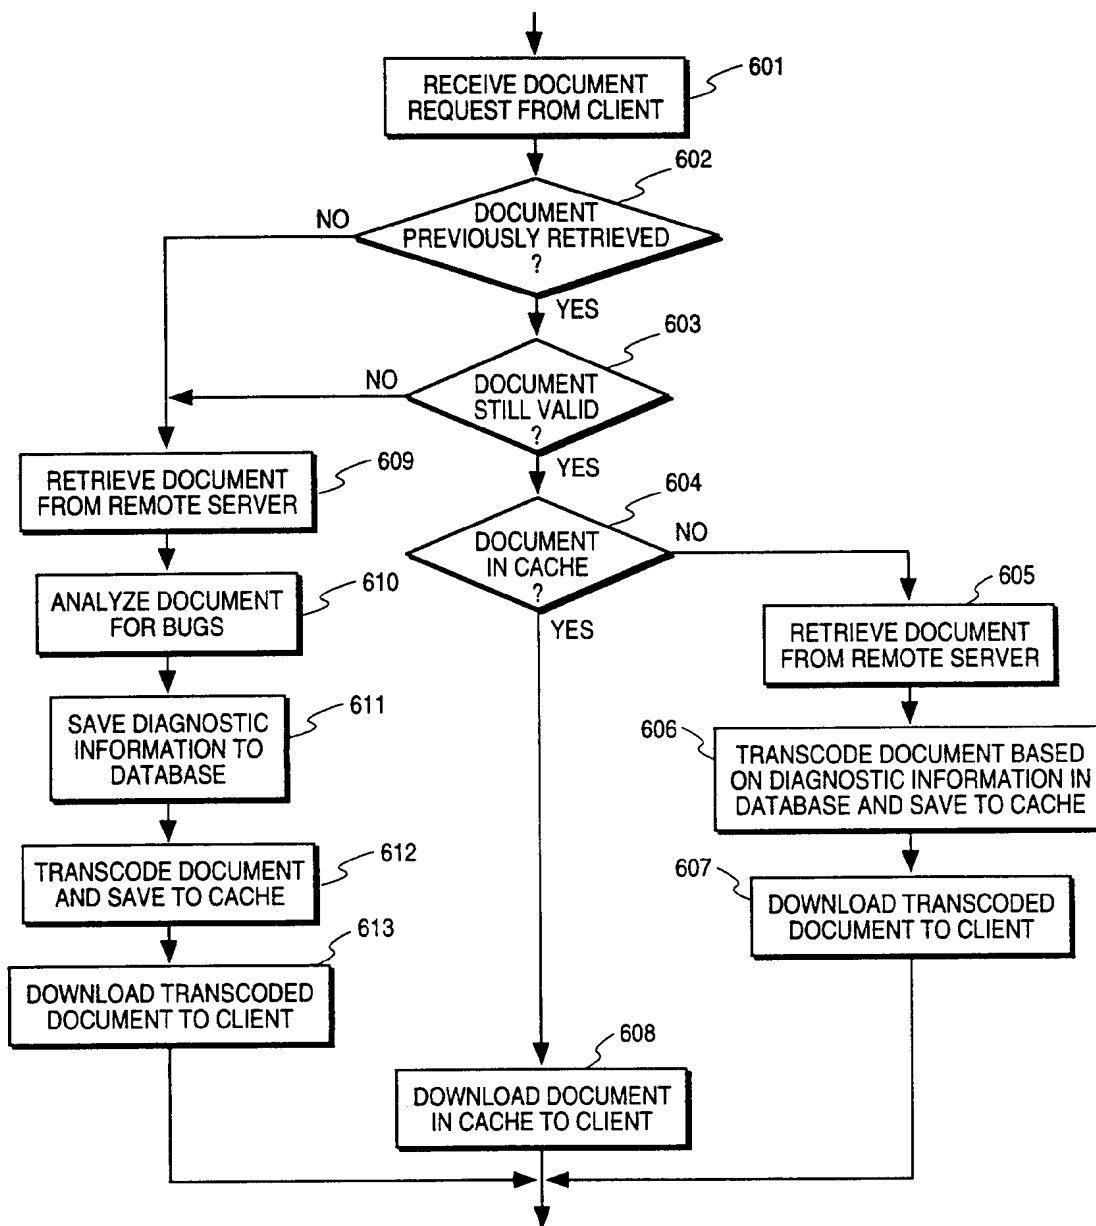 RECEIVE DOCUMENT
REQUEST FROM CLIENT
601
602
DOCUMENT
PREVIOUSLY RETRIEVED
?
NO
YES
603
DOCUMENT
STILL VALID
?
NO
YES
604
DOCUMENT
IN CACHE
?
NO
YES
609
RETRIEVE DOCUMENT
FROM REMOTE SERVER
610
ANALYZE DOCUMENT
FOR BUGS
611
SAVE DIAGNOSTIC
INFORMATION TO
DATABASE
612
TRANSCODE DOCUMENT
AND SAVE TO CACHE
613
DOWNLOAD TRANSCODED
DOCUMENT TO CLIENT
605
RETRIEVE DOCUMENT
FROM REMOTE SERVER
606
TRANSCODE DOCUMENT BASED
ON DIAGNOSTIC INFORMATION IN
DATABASE AND SAVE TO CACHE
607
DOWNLOAD TRANSCODED
DOCUMENT TO CLIENT
608
DOWNLOAD DOCUMENT
IN CACHE TO CLIENT